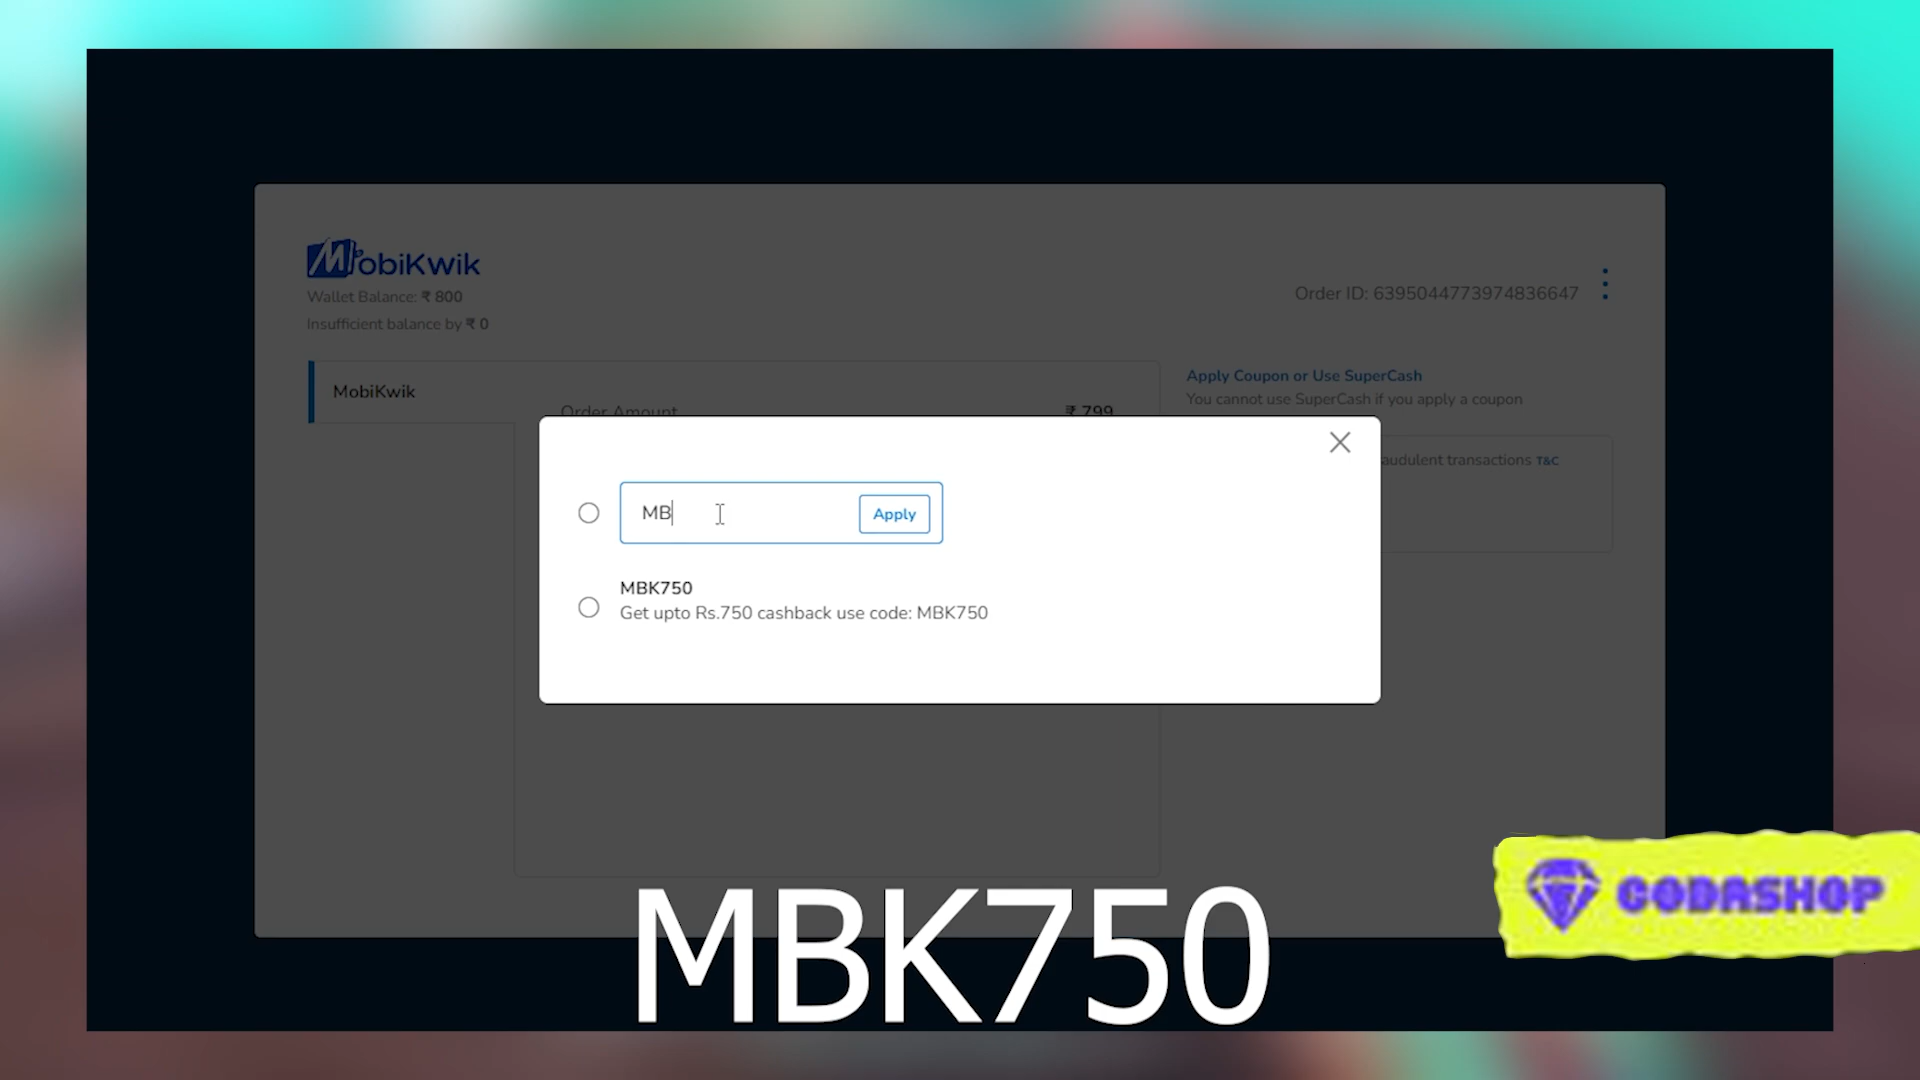 MobiKwik
Wallet Balance: ₹ 800
Insufficient balance by ₹ 0
Order ID: 6395044773974836647
MobiKwik
Order Amount
₹ 799
Apply Coupon or Use SuperCash
You cannot use SuperCash if you apply a coupon
audulent transactions T&C
MB
Apply
MBK750
Get upto Rs.750 cashback use code: MBK750
MBK750
CODASHOP